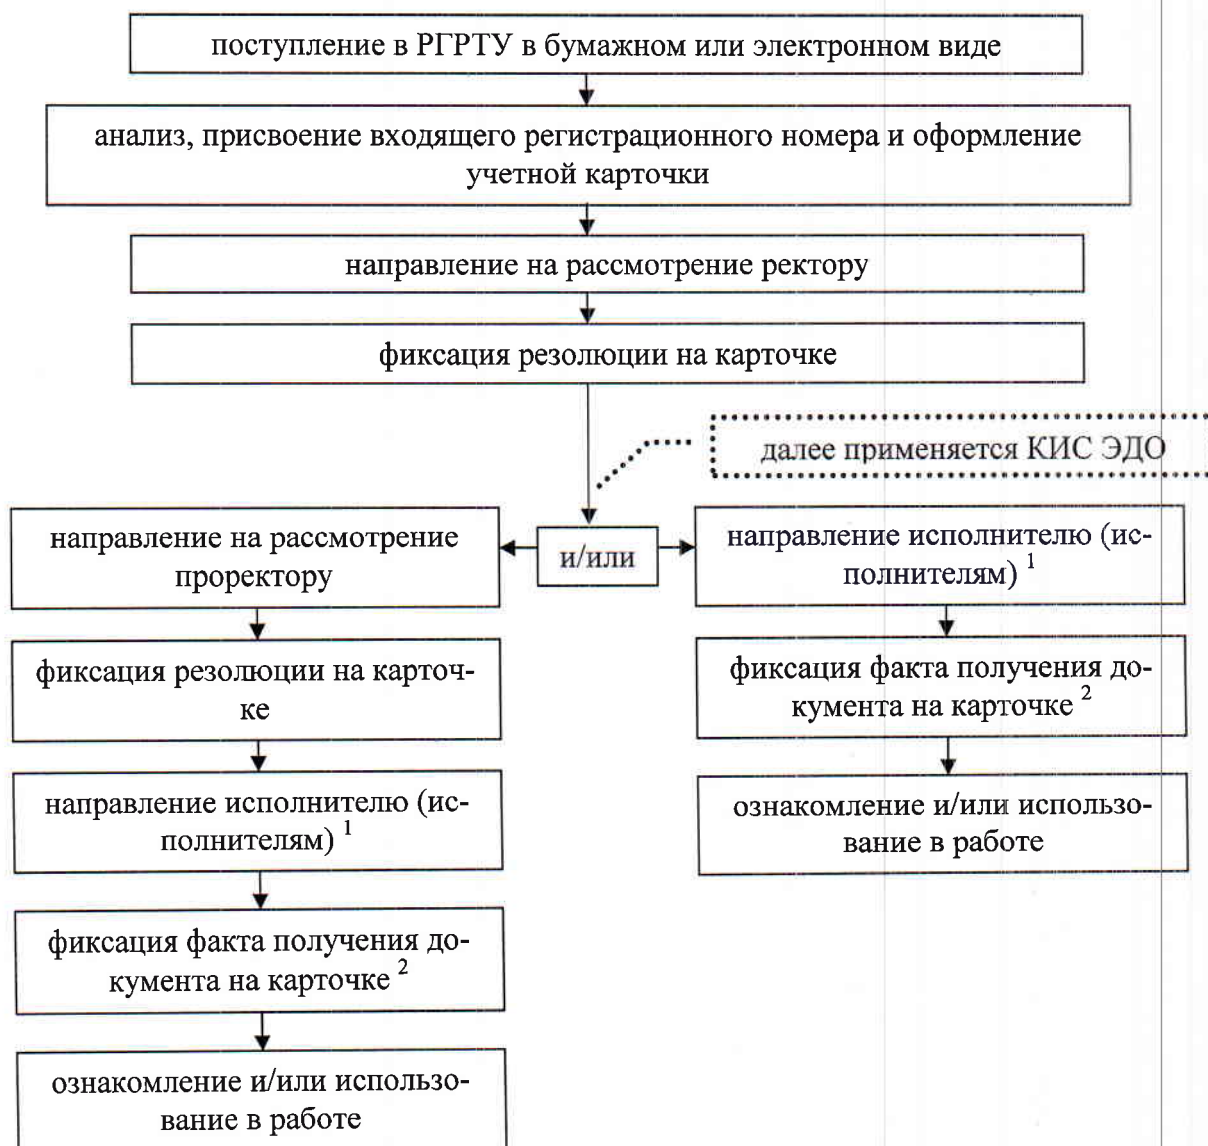 поступление в РГРТУ в бумажном или электронном виде
анализ, присвоение входящего регистрационного номера и оформление
учетной карточки
направление на рассмотрение ректору
фиксация резолюции на карточке
далее применяется КИС ЭДО
и/или
направление на рассмотрение
проректору
фиксация резолюции на карточ-
ке
направление исполнителю (ис-
полнителям) 1
фиксация факта получения до-
кумента на карточке 2
ознакомление и/или использо-
вание в работе
направление исполнителю (ис-
полнителям) 1
фиксация факта получения до-
кумента на карточке 2
ознакомление и/или использо-
вание в работе